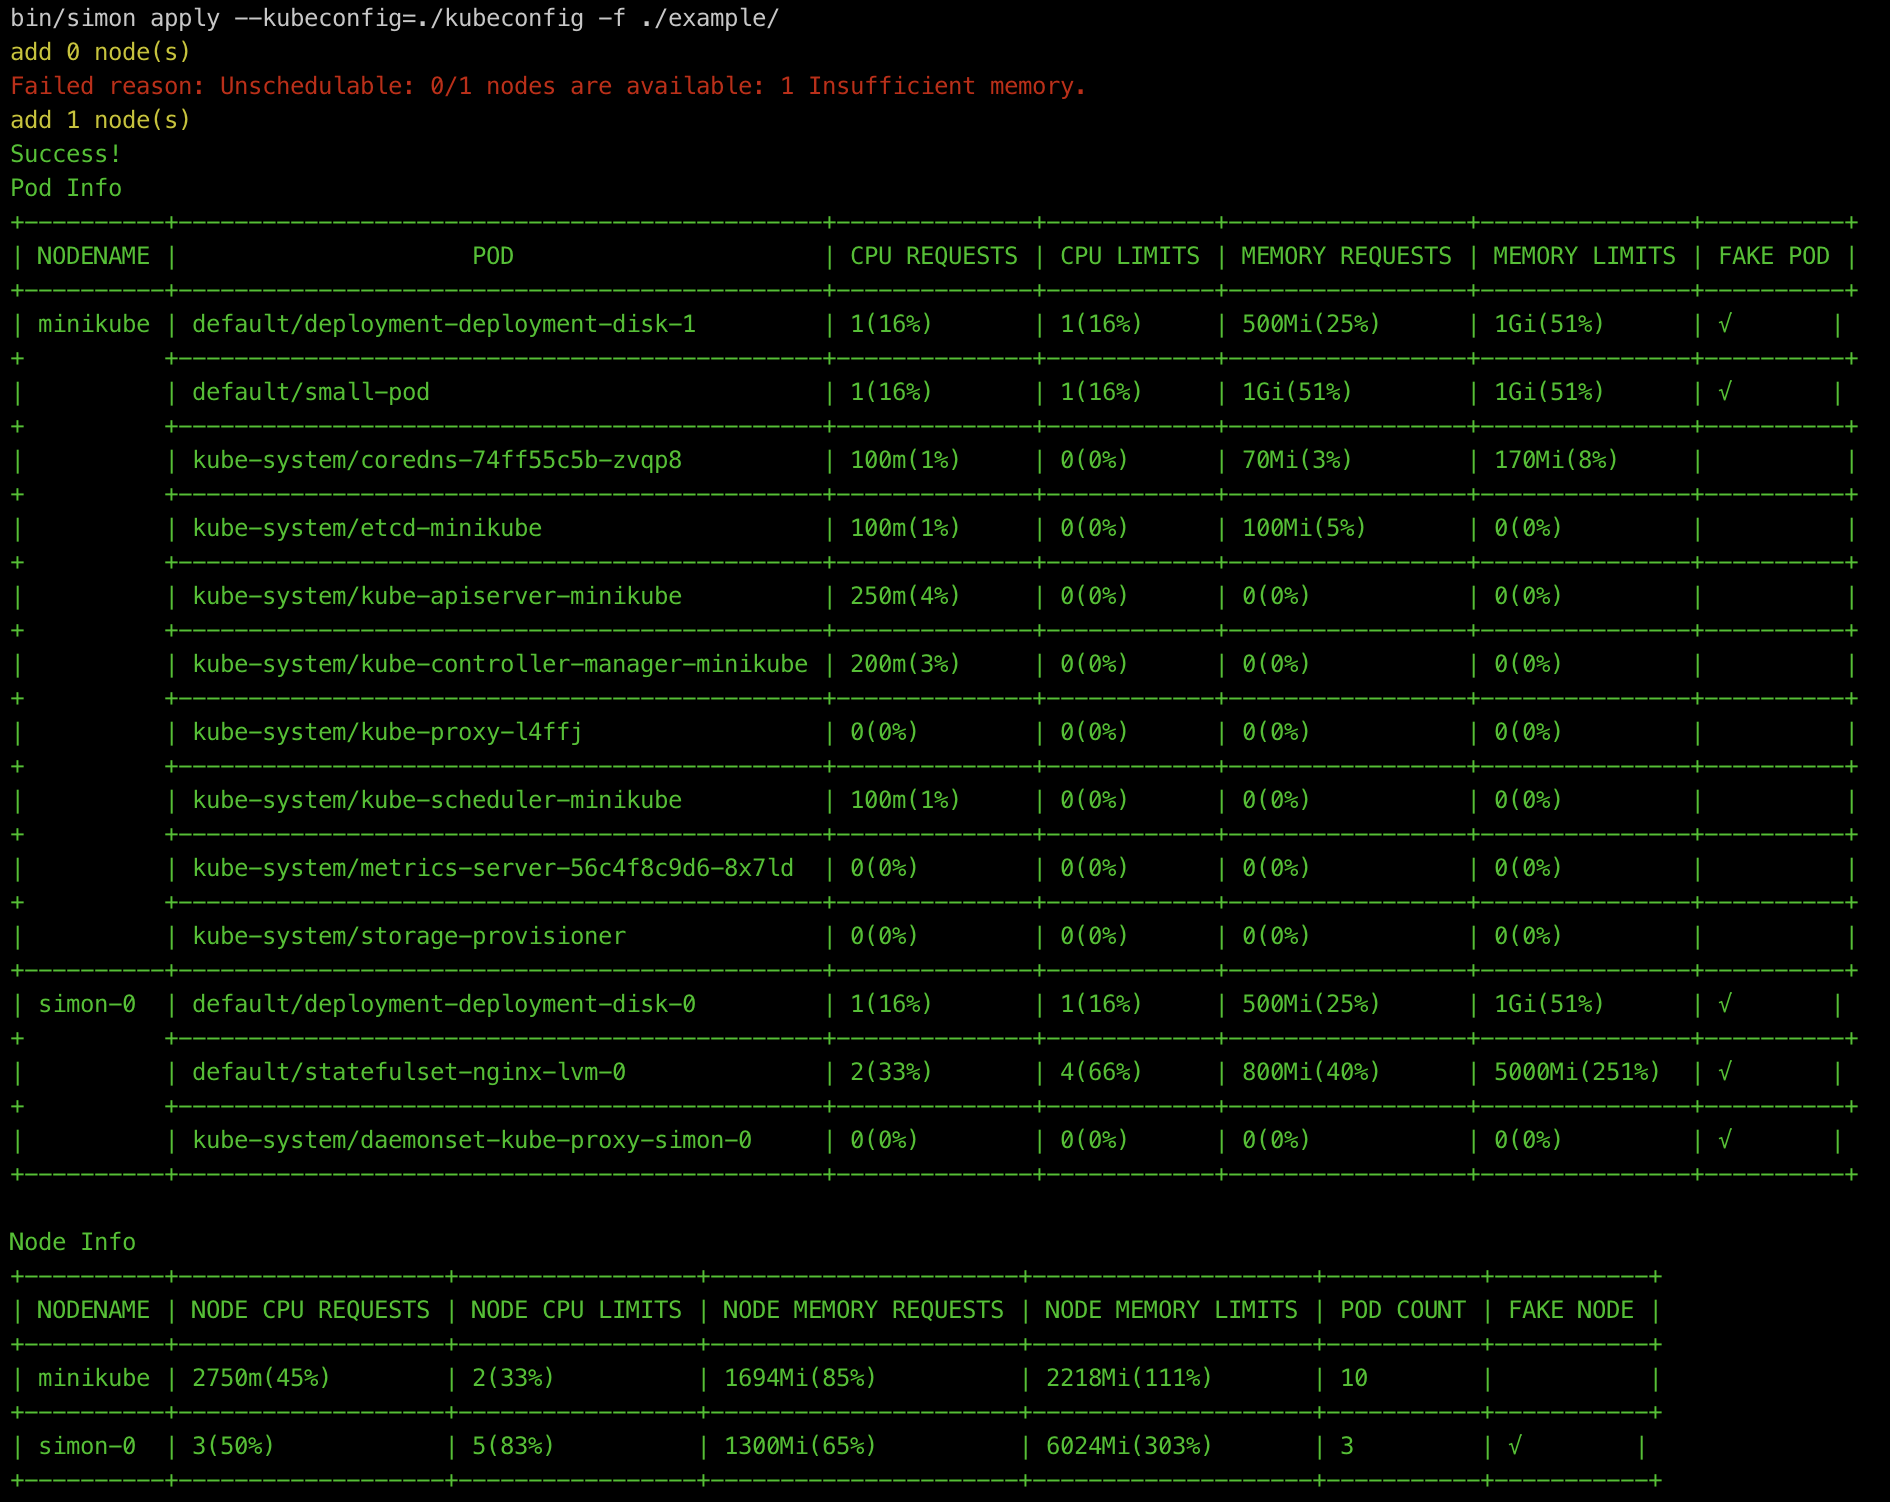 bin/simon apply --kubeconfig=./kubeconfig -f ./example/
add 0 node(s)
Failed reason: Unschedulable: 0/1 nodes are available: 1 Insufficient memory.
add 1 node(s)
Success!
Pod Info
| NODENAME | POD | CPU REQUESTS | CPU LIMITS | MEMORY REQUESTS | MEMORY LIMITS | FAKE POD |
| minikube | default/deployment-deployment-disk-1 | 1(16%) | 1(16%) | 500Mi(25%) | 1Gi(51%) | √ |
| | default/small-pod | 1(16%) | 1(16%) | 1Gi(51%) | 1Gi(51%) | √ |
| | kube-system/coredns-74ff55c5b-zvqp8 | 100m(1%) | 0(0%) | 70Mi(3%) | 170Mi(8%) | |
| | kube-system/etcd-minikube | 100m(1%) | 0(0%) | 100Mi(5%) | 0(0%) | |
| | kube-system/kube-apiserver-minikube | 250m(4%) | 0(0%) | 0(0%) | 0(0%) | |
| | kube-system/kube-controller-manager-minikube | 200m(3%) | 0(0%) | 0(0%) | 0(0%) | |
| | kube-system/kube-proxy-l4ffj | 0(0%) | 0(0%) | 0(0%) | 0(0%) | |
| | kube-system/kube-scheduler-minikube | 100m(1%) | 0(0%) | 0(0%) | 0(0%) | |
| | kube-system/metrics-server-56c4f8c9d6-8x7ld | 0(0%) | 0(0%) | 0(0%) | 0(0%) | |
| | kube-system/storage-provisioner | 0(0%) | 0(0%) | 0(0%) | 0(0%) | |
| simon-0 | default/deployment-deployment-disk-0 | 1(16%) | 1(16%) | 500Mi(25%) | 1Gi(51%) | √ |
| | default/statefulset-nginx-lvm-0 | 2(33%) | 4(66%) | 800Mi(40%) | 5000Mi(251%) | √ |
| | kube-system/daemonset-kube-proxy-simon-0 | 0(0%) | 0(0%) | 0(0%) | 0(0%) | √ |
Node Info
| NODENAME | NODE CPU REQUESTS | NODE CPU LIMITS | NODE MEMORY REQUESTS | NODE MEMORY LIMITS | POD COUNT | FAKE NODE |
| minikube | 2750m(45%) | 2(33%) | 1694Mi(85%) | 2218Mi(111%) | 10 | |
| simon-0 | 3(50%) | 5(83%) | 1300Mi(65%) | 6024Mi(303%) | 3 | √ |